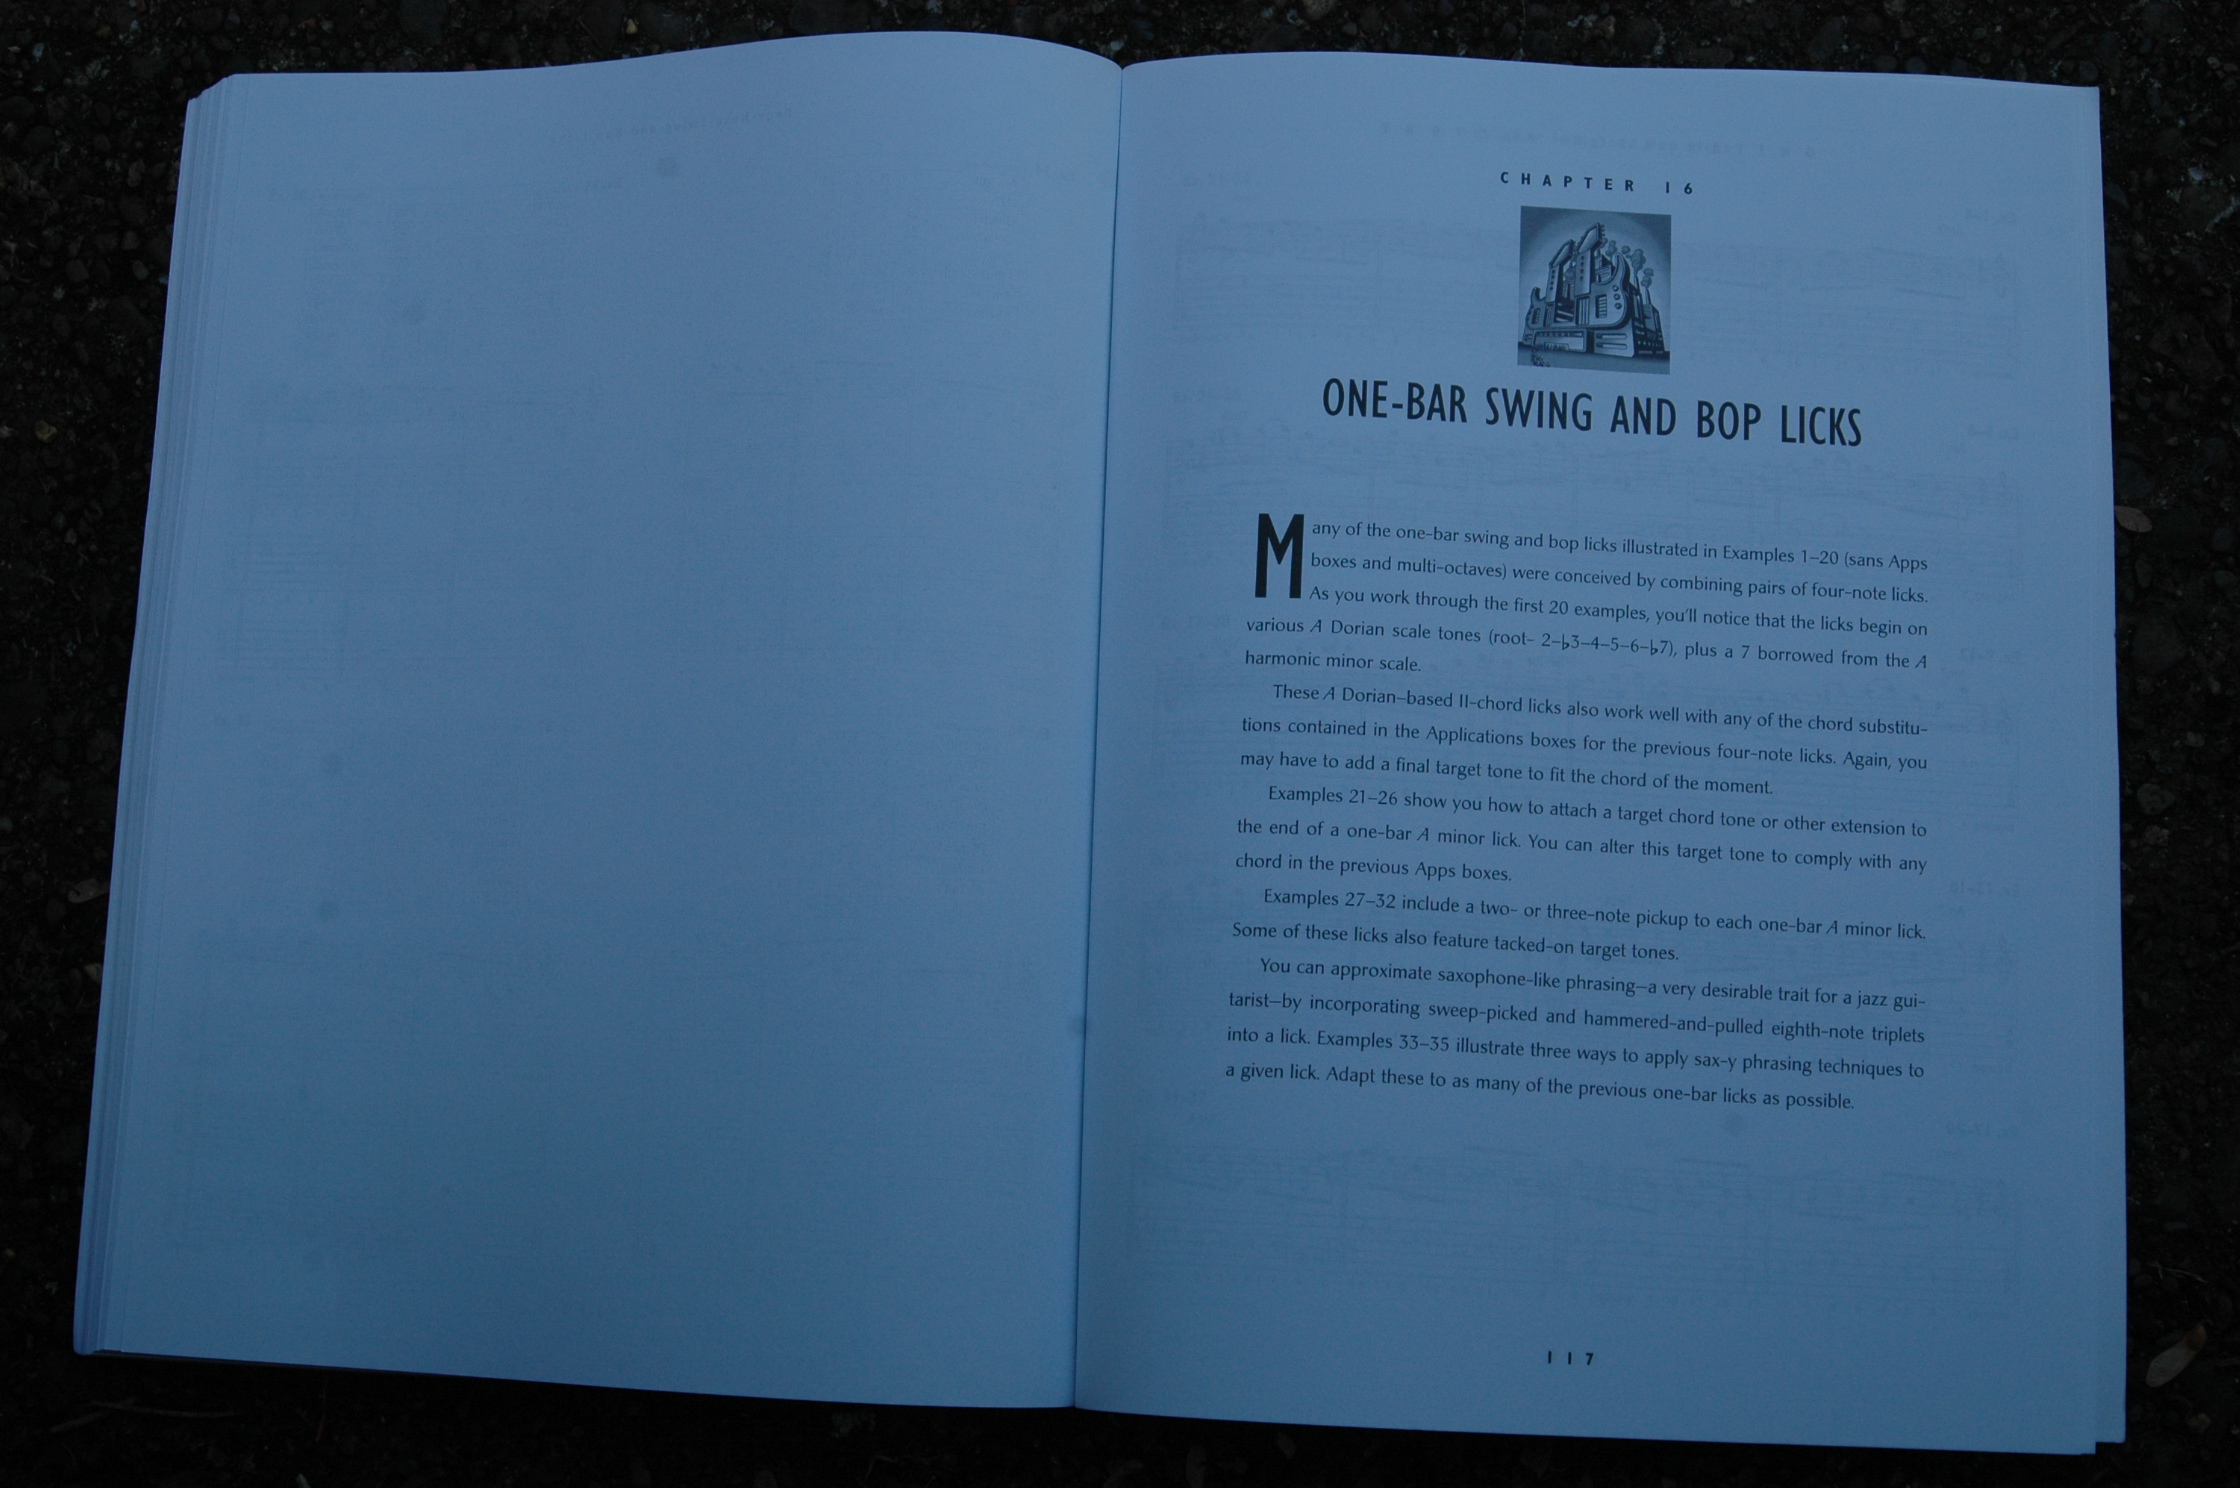 CHAPTER 16
ONE-BAR SWING AND BOP LICKS
Many of the one-bar swing and bop licks illustrated in Examples 1–20 (sans Apps
boxes and multi-octaves) were conceived by combining pairs of four-note licks.
As you work through the first 20 examples, you'll notice that the licks begin on
various A Dorian scale tones (root- 2–♭3–4–5–6–♭7), plus a 7 borrowed from the A
harmonic minor scale.
These A Dorian–based II–chord licks also work well with any of the chord substitu-
tions contained in the Applications boxes for the previous four-note licks. Again, you
may have to add a final target tone to fit the chord of the moment.
Examples 21–26 show you how to attach a target chord tone or other extension to
the end of a one-bar A minor lick. You can alter this target tone to comply with any
chord in the previous Apps boxes.
Examples 27–32 include a two- or three-note pickup to each one-bar A minor lick.
Some of these licks also feature tacked-on target tones.
You can approximate saxophone-like phrasing—a very desirable trait for a jazz gui-
tarist—by incorporating sweep-picked and hammered-and-pulled eighth-note triplets
into a lick. Examples 33–35 illustrate three ways to apply sax-y phrasing techniques to
a given lick. Adapt these to as many of the previous one-bar licks as possible.
117